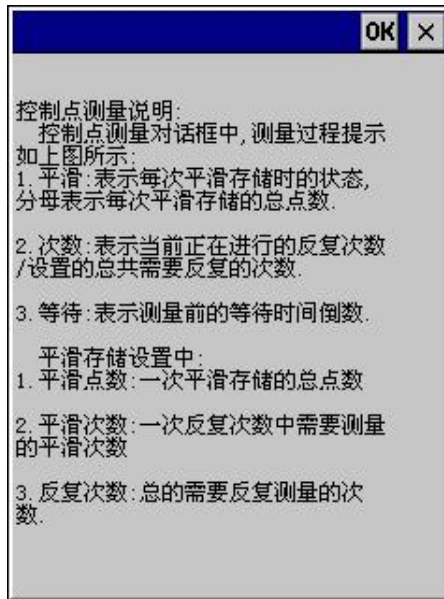 OK ×
控制点测量说明:
控制点测量对话框中,测量过程提示
如上图所示:
1.平滑:表示每次平滑存储时的状态,
分母表示每次平滑存储的总点数.
2.次数:表示当前正在进行的反复次数
/设置的总共需要反复的次数.
3.等待:表示测量前的等待时间倒数.
平滑存储设置中:
1.平滑点数:一次平滑存储的总点数
2.平滑次数:一次反复次数中需要测量
的平滑次数
3.反复次数:总的需要反复测量的次
数.